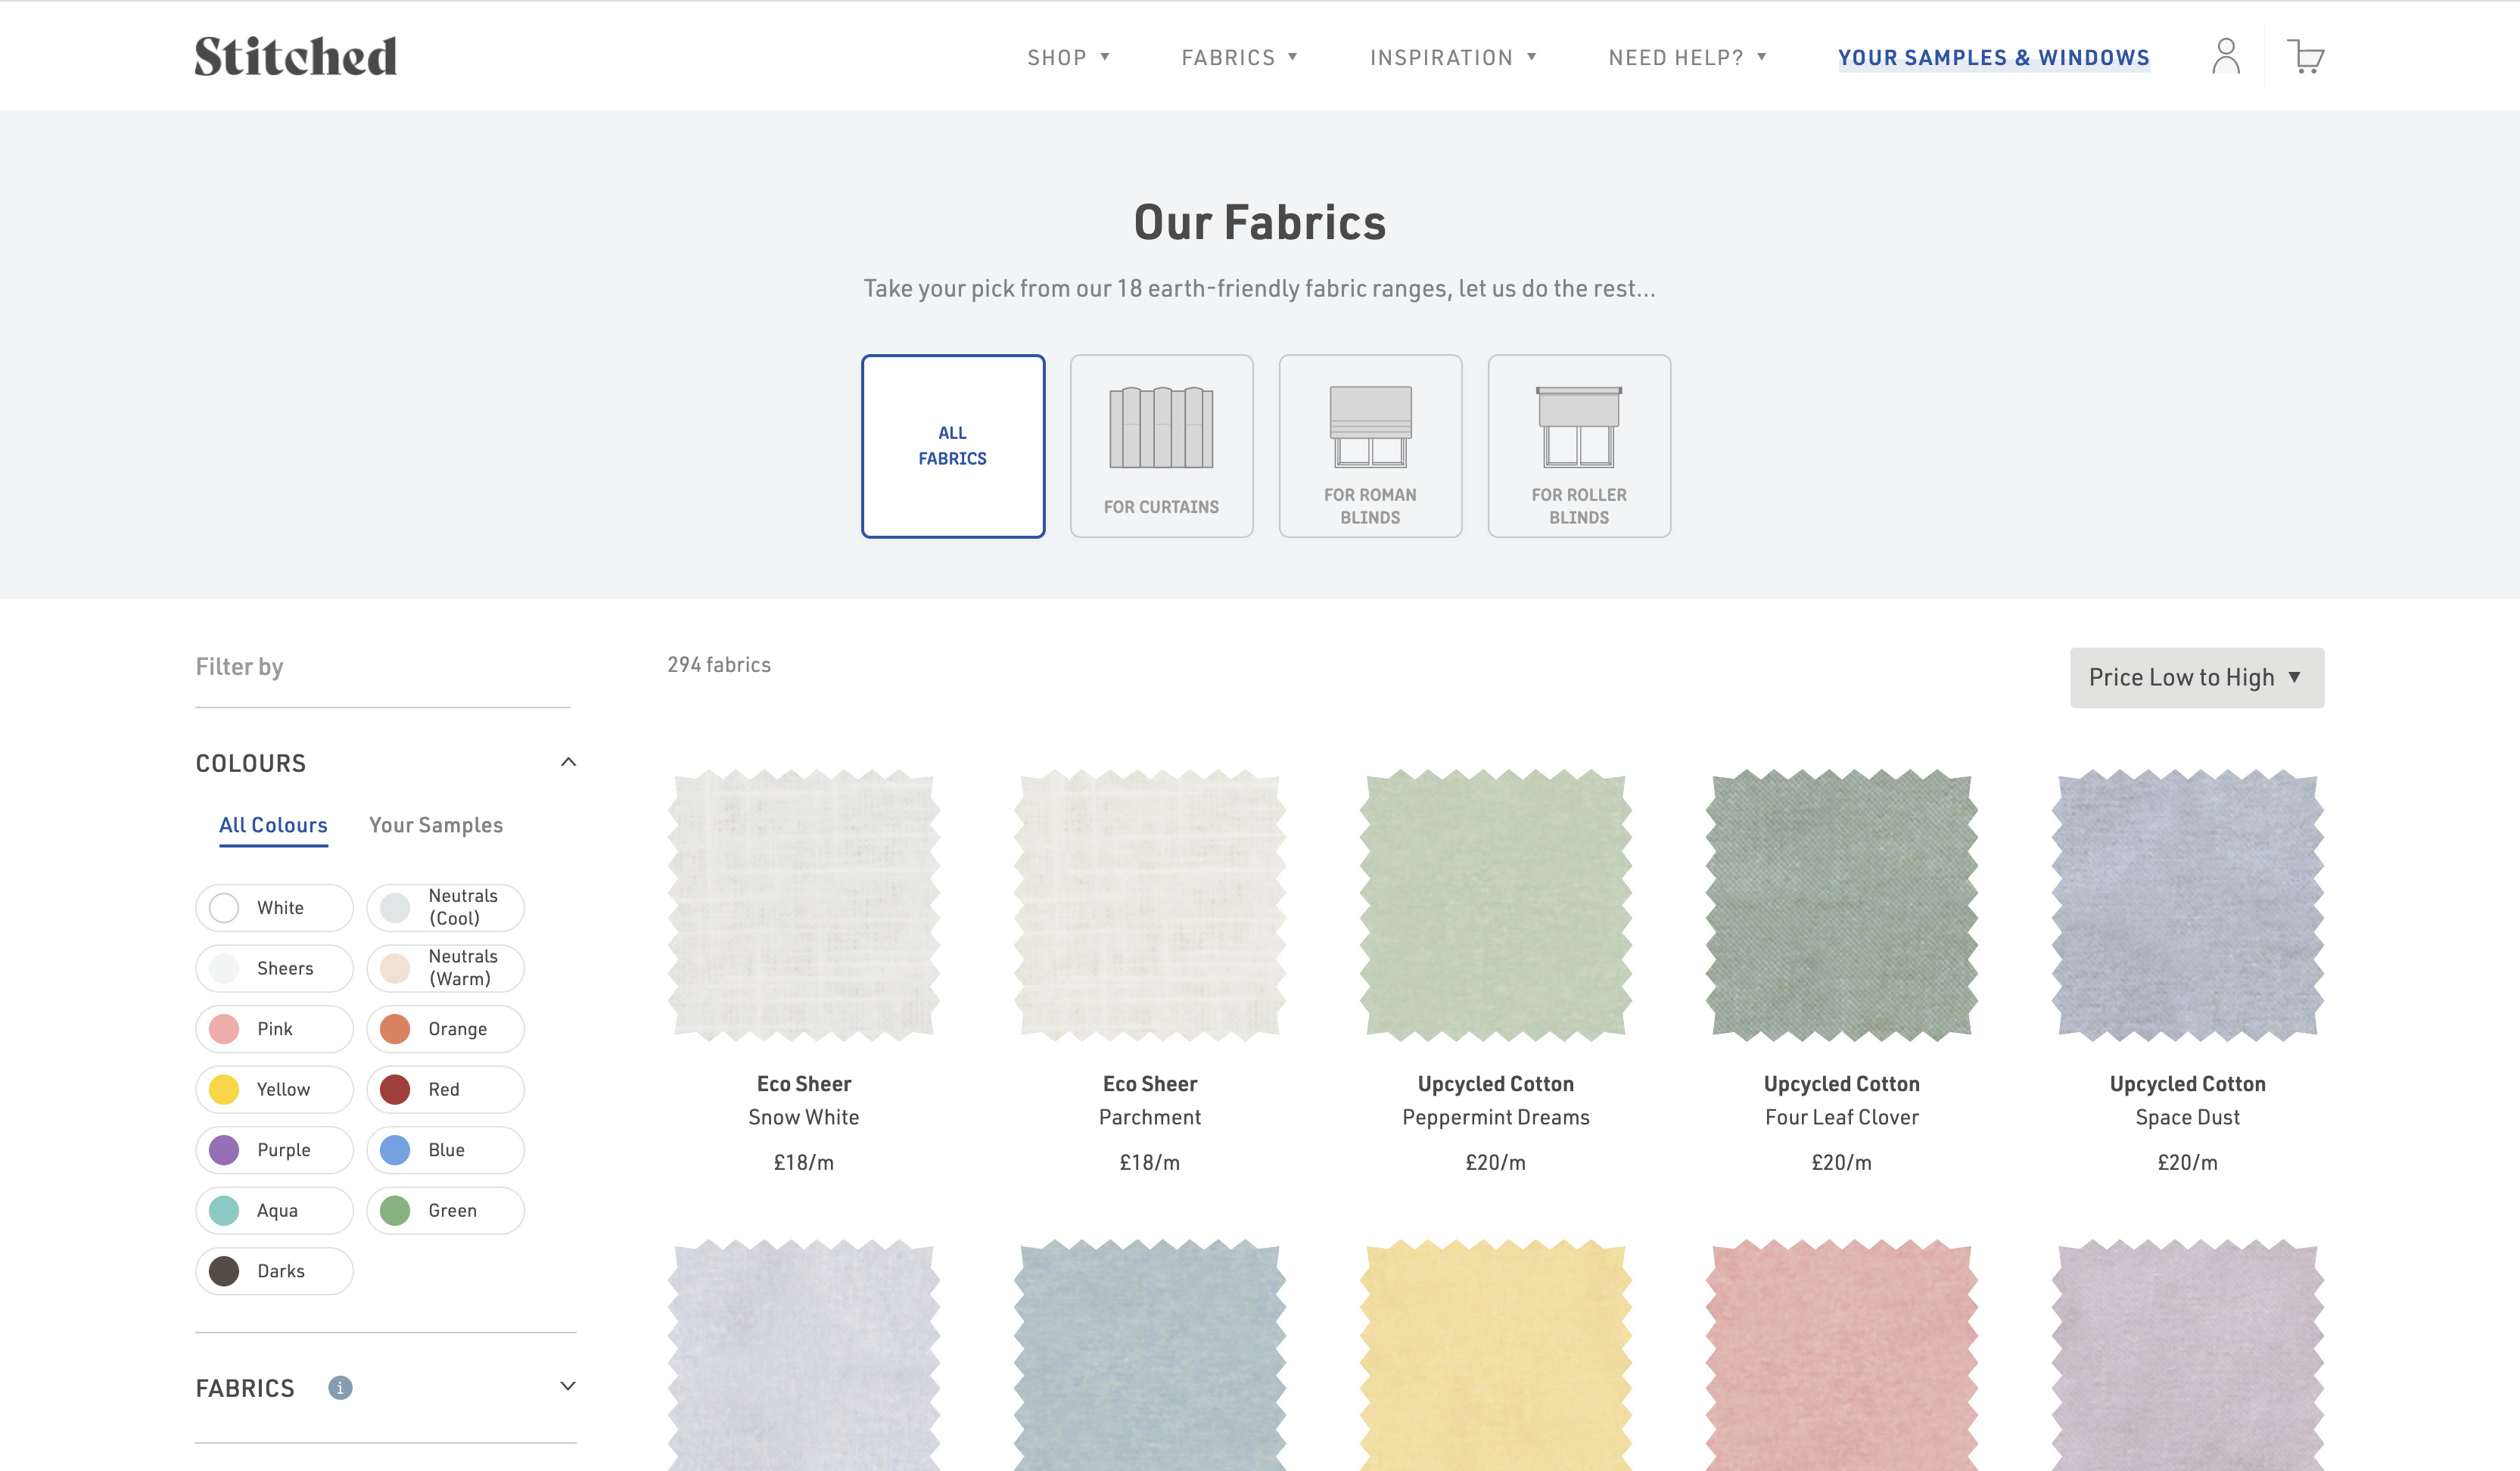 Stitched
SHOP ▼
FABRICS ▼
INSPIRATION ▼
NEED HELP? ▼
YOUR SAMPLES & WINDOWS
Our Fabrics
Take your pick from our 18 earth-friendly fabric ranges, let us do the rest...
ALL
FABRICS
FOR CURTAINS
FOR ROMAN
BLINDS
FOR ROLLER
BLINDS
Filter by
294 fabrics
Price Low to High ▼
COLOURS
All Colours
Your Samples
White
Neutrals
(Cool)
Sheers
Neutrals
(Warm)
Pink
Orange
Yellow
Red
Purple
Blue
Aqua
Green
Darks
FABRICS i
Eco Sheer
Snow White
£18/m
Eco Sheer
Parchment
£18/m
Upcycled Cotton
Peppermint Dreams
£20/m
Upcycled Cotton
Four Leaf Clover
£20/m
Upcycled Cotton
Space Dust
£20/m